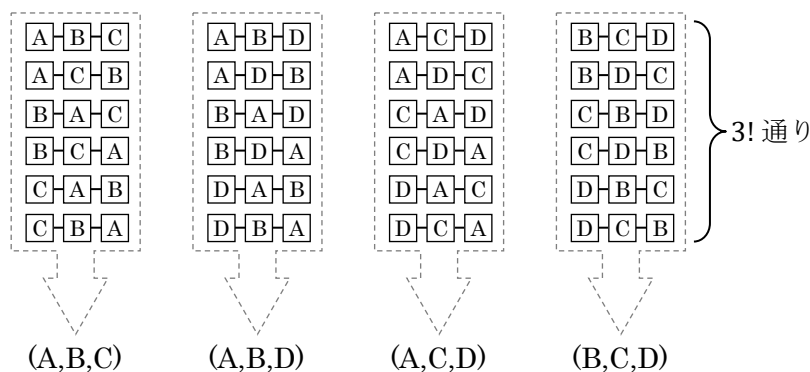 A B C A B D A C D B C D
A C B A D B A D C B D C
B A C B A D C A D C B D
B C A B D A C D A C D B
C A B D A B D A C D B C
C B A D B A D C A D C B
3! 通り
(A,B,C) (A,B,D) (A,C,D) (B,C,D)